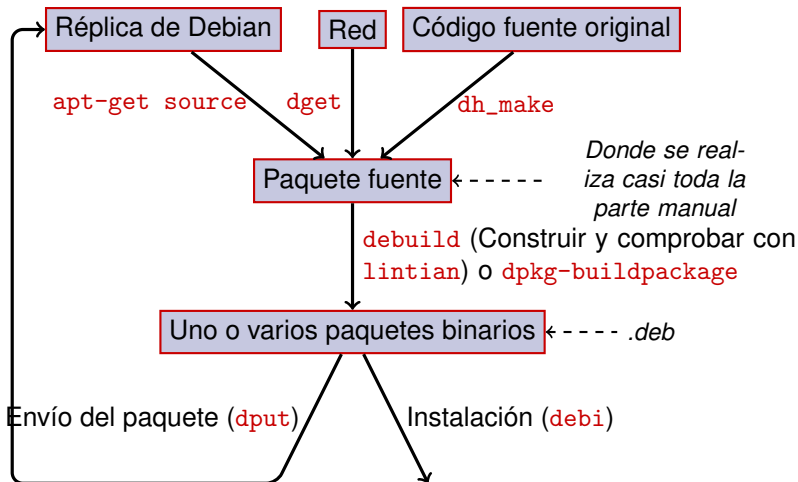 Réplica de Debian
Red
Código fuente original
apt-get source
dget
dh_make
Paquete fuente
Donde se real-
iza casi toda la
parte manual
debuild (Construir y comprobar con
lintian) o dpkg-buildpackage
Uno o varios paquetes binarios
.deb
Envío del paquete (dput)
Instalación (debi)